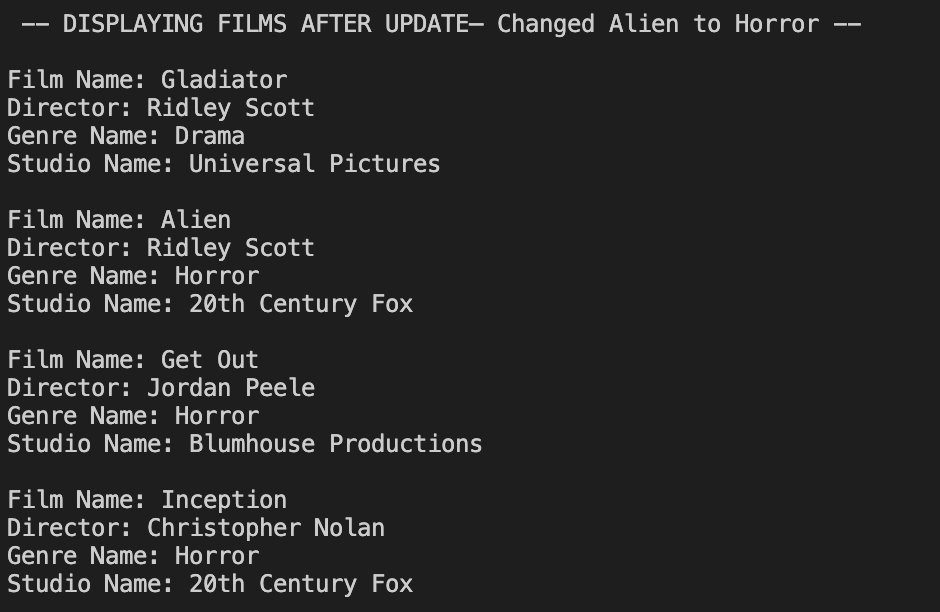 -- DISPLAYING FILMS AFTER UPDATE— Changed Alien to Horror --
Film Name: Gladiator
Director: Ridley Scott
Genre Name: Drama
Studio Name: Universal Pictures
Film Name: Alien
Director: Ridley Scott
Genre Name: Horror
Studio Name: 20th Century Fox
Film Name: Get Out
Director: Jordan Peele
Genre Name: Horror
Studio Name: Blumhouse Productions
Film Name: Inception
Director: Christopher Nolan
Genre Name: Horror
Studio Name: 20th Century Fox